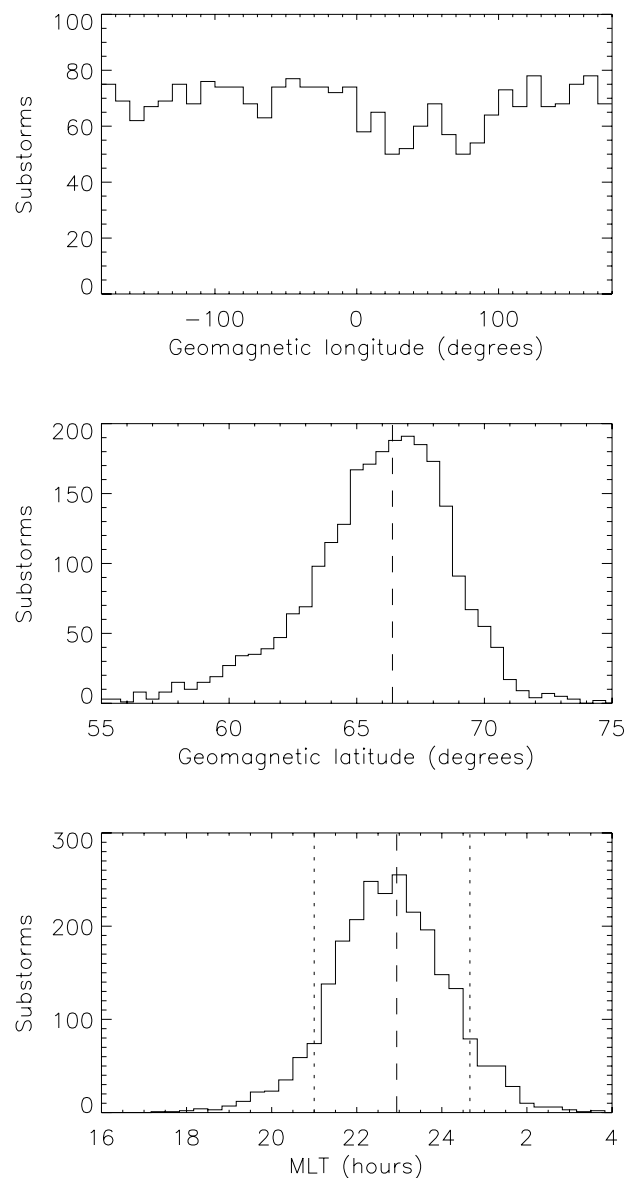 100
80
60
40
20
0
Substorms
−100 0 100
Geomagnetic longitude (degrees)
200
150
100
50
0
Substorms
55 60 65 70 75
Geomagnetic latitude (degrees)
300
200
100
0
Substorms
16 18 20 22 24 2 4
MLT (hours)